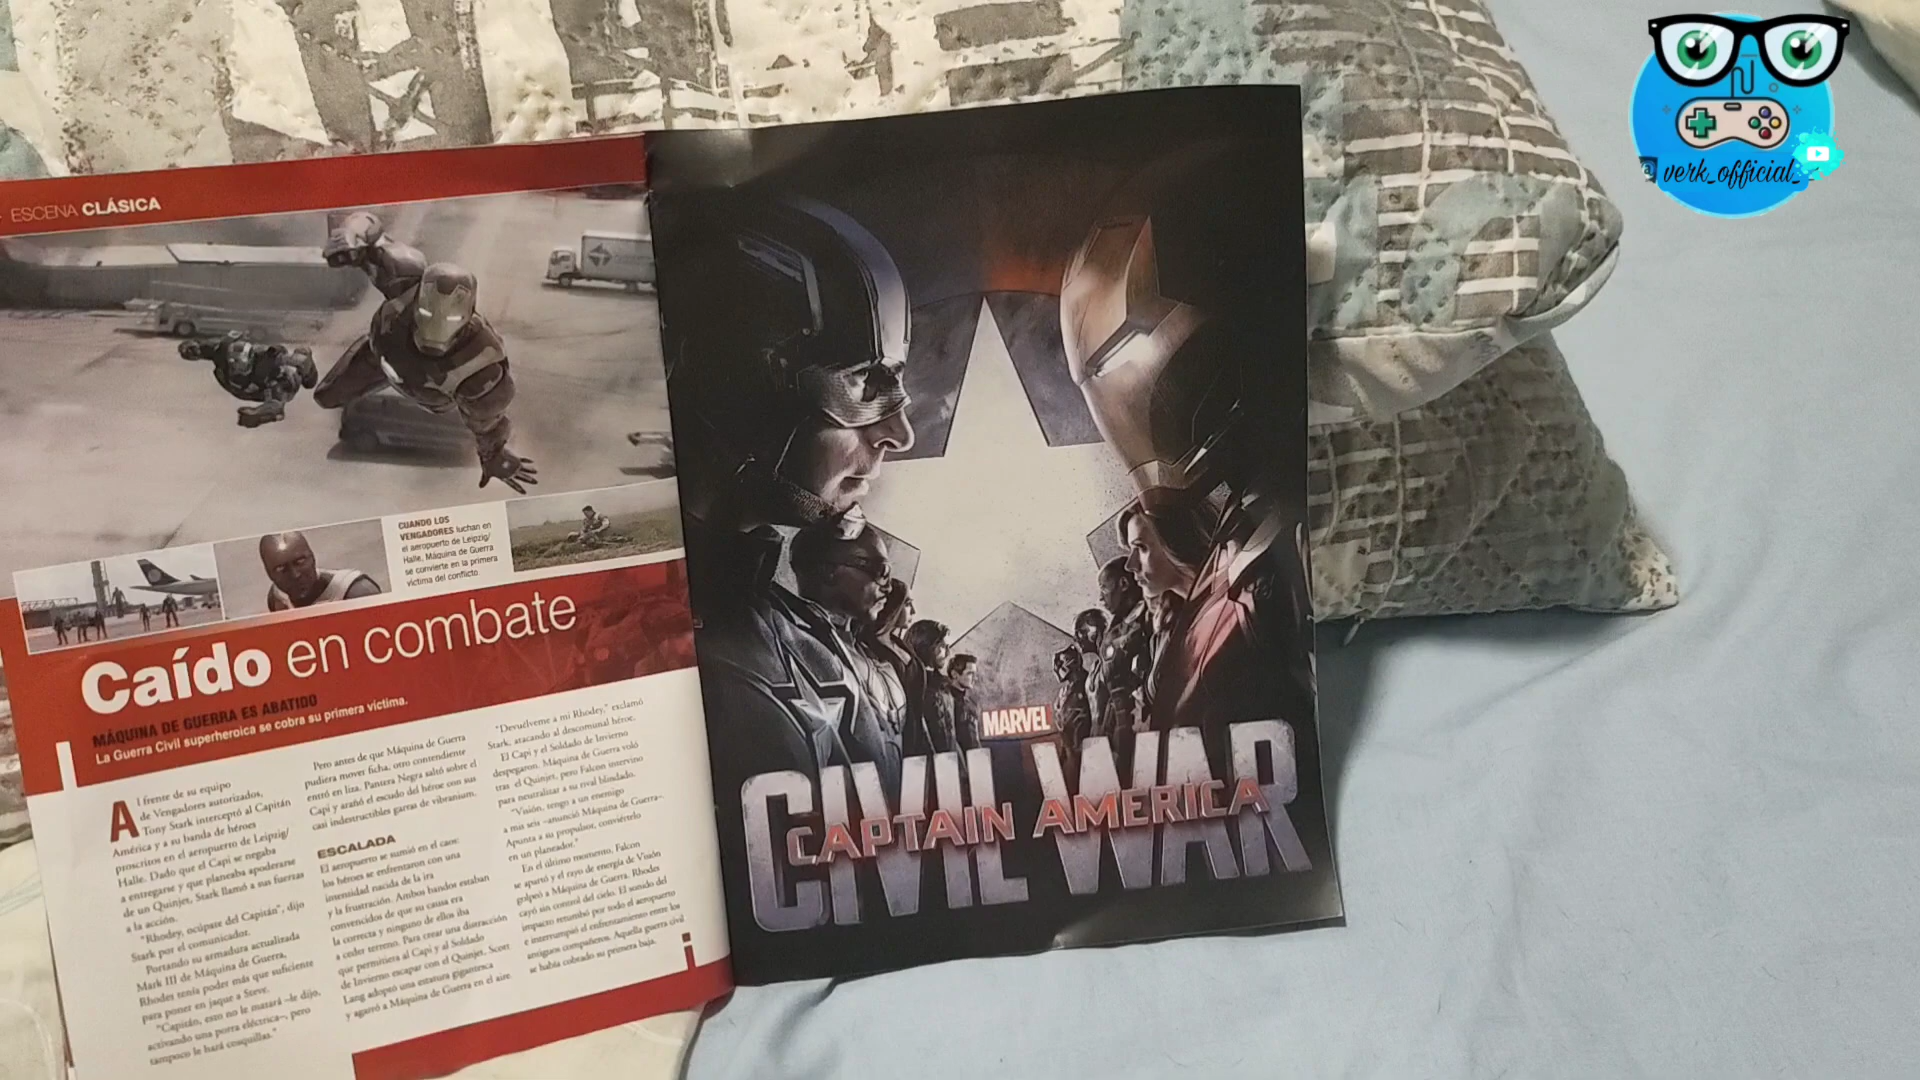 ESCENA CLÁSICA
CUANDO LOS
VENGADORES luchan en
el aeropuerto de Leipzig/
Halle, Máquina de Guerra
se convierte en la primera
víctima del conflicto.
Caído en combate
MÁQUINA DE GUERRA ES ABATIDO
La Guerra Civil superheroica se cobra su primera víctima.
Al frente de su equipo
de Vengadores autorizados,
Tony Stark interceptó al Capitán
América y a su banda de héroes
proscritos en el aeropuerto de Leipzig/
Halle. Dado que el Capi se negaba
a entregarse y que planeaba apoderarse
de un Quinjet, Stark llamó a sus fuerzas
a la acción.
"Rhodey, ocúpate del Capitán", dijo
Stark por el comunicador.
Portando su armadura actualizada
Mark III de Máquina de Guerra,
Rhodes tenía poder más que suficiente
para poner en jaque a Steve.
"Capitán, esto no le matará –le dijo,
activando una porra eléctrica–, pero
tampoco le hará cosquillas."
Pero antes de que Máquina de Guerra
pudiera mover ficha, otro contendiente
entró en liza. Pantera Negra saltó sobre el
Capi y arañó el escudo del héroe con sus
casi indestructibles garras de vibranium.
ESCALADA
El aeropuerto se sumió en el caos:
los héroes se enfrentaron con una
intensidad nacida de la ira
y la frustración. Ambos bandos estaban
convencidos de que su causa era
la correcta y ninguno de ellos iba
a ceder terreno. Para crear una distracción
que permitiera al Capi y al Soldado
de Invierno escapar con el Quinjet, Scott
Lang adoptó una estatura gigantesca
y agarró a Máquina de Guerra en el aire.
"Devuélveme a mi Rhodey," exclamó
Stark, atacando al descomunal héroe.
El Capi y el Soldado de Invierno
despegaron. Máquina de Guerra voló
tras el Quinjet, pero Falcon intervino
para neutralizar a su rival blindado.
"Visión, tengo a un enemigo
a mis seis –anunció Máquina de Guerra–.
Apunta a su propulsor, conviértelo
en un planeador."
En el último momento, Falcon
se apartó y el rayo de energía de Visión
golpeó a Máquina de Guerra. Rhodes
cayó sin control del cielo. El sonido del
impacto retumbó por todo el aeropuerto
e interrumpió el enfrentamiento entre los
antiguos compañeros. Aquella guerra civil
se había cobrado su primera baja.
MARVEL
CIVIL WAR
CAPTAIN AMERICA
verk_official_